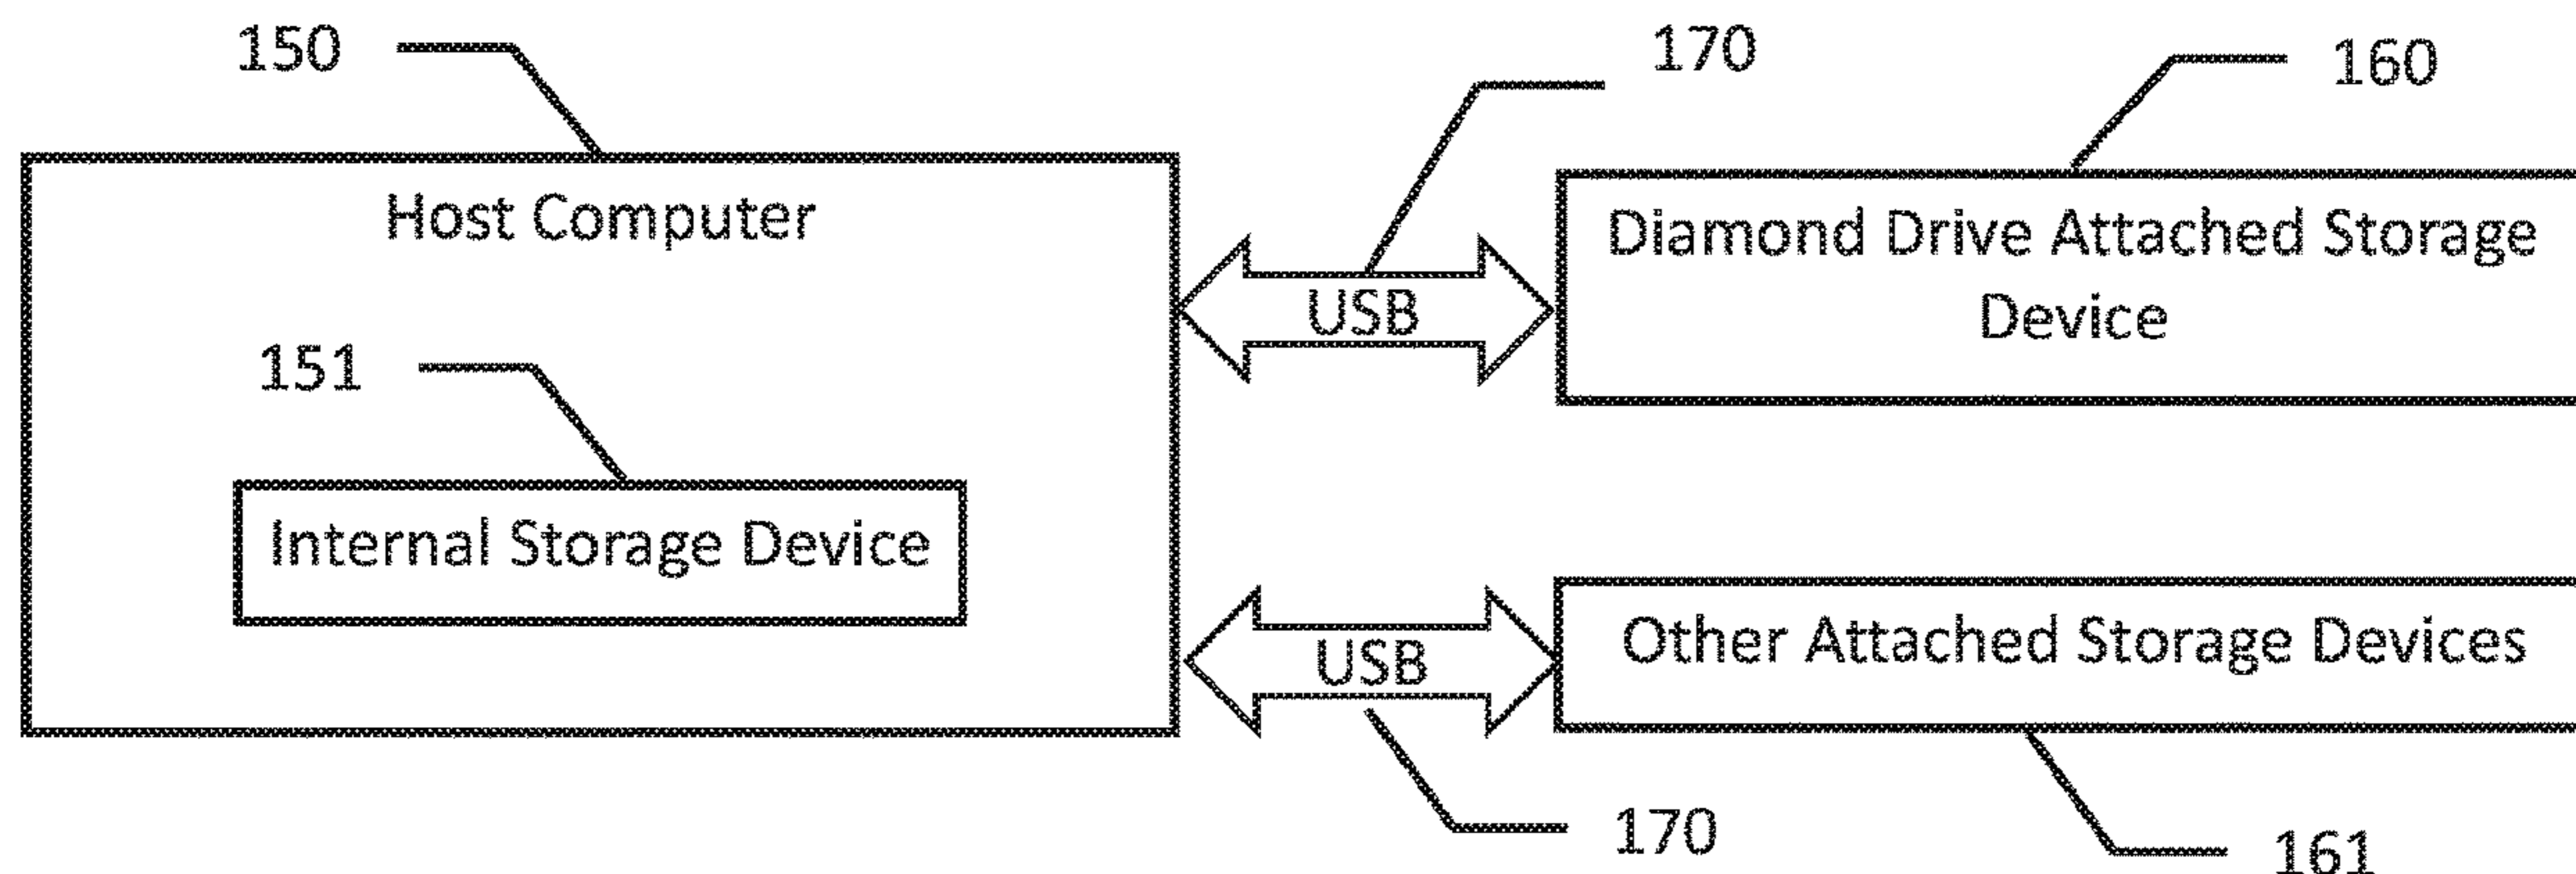 150
170
160
Host Computer
Diamond Drive Attached Storage
Device
USB
151
Internal Storage Device
Other Attached Storage Devices
USB
170
161